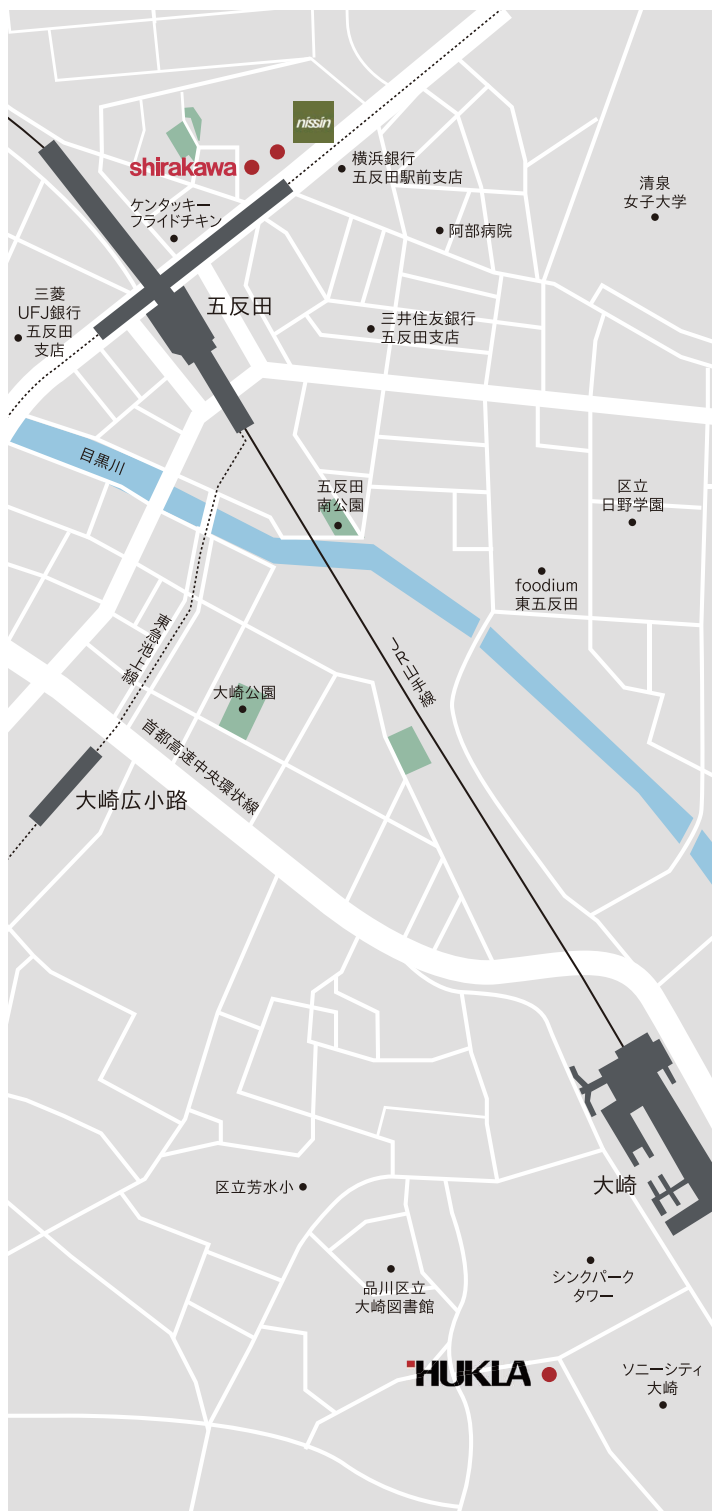 nissin
shirakawa
横浜銀行
五反田駅前支店
清泉
女子大学
ケンタッキー
フライドチキン
阿部病院
三菱
UFJ銀行
五反田
支店
五反田
三井住友銀行
五反田支店
目黒川
五反田
南公園
区立
日野学園
foodium
東五反田
東急池上線
JR山手線
大崎公園
首都高速中央環状線
大崎広小路
大崎
区立芳水小
品川区立
大崎図書館
シンクパーク
タワー
HUKLA
ソニーシティ
大崎